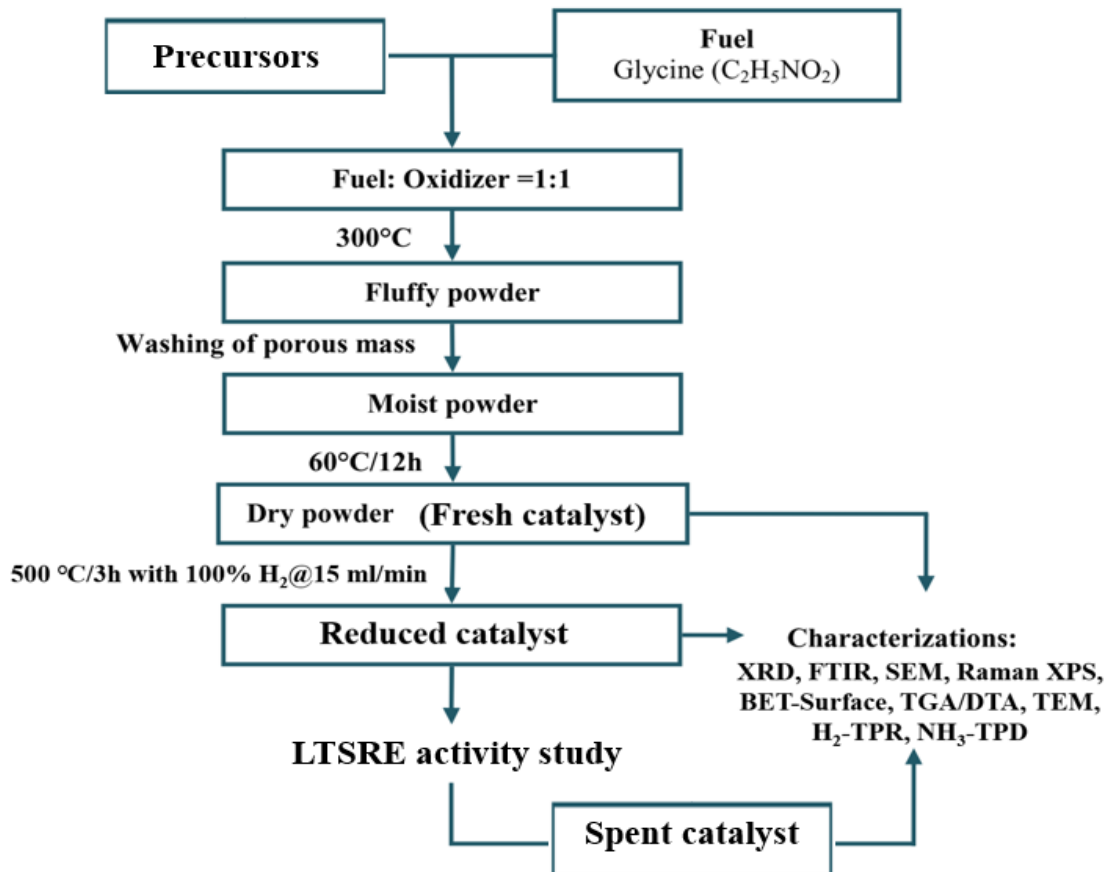 Precursors
Fuel
Glycine (C₂H₅NO₂)
Fuel: Oxidizer =1:1
300°C
Fluffy powder
Washing of porous mass
Moist powder
60°C/12h
Dry powder (Fresh catalyst)
500 °C/3h with 100% H₂@15 ml/min
Reduced catalyst
Characterizations:
XRD, FTIR, SEM, Raman XPS,
BET-Surface, TGA/DTA, TEM,
H₂-TPR, NH₃-TPD
LTSRE activity study
Spent catalyst